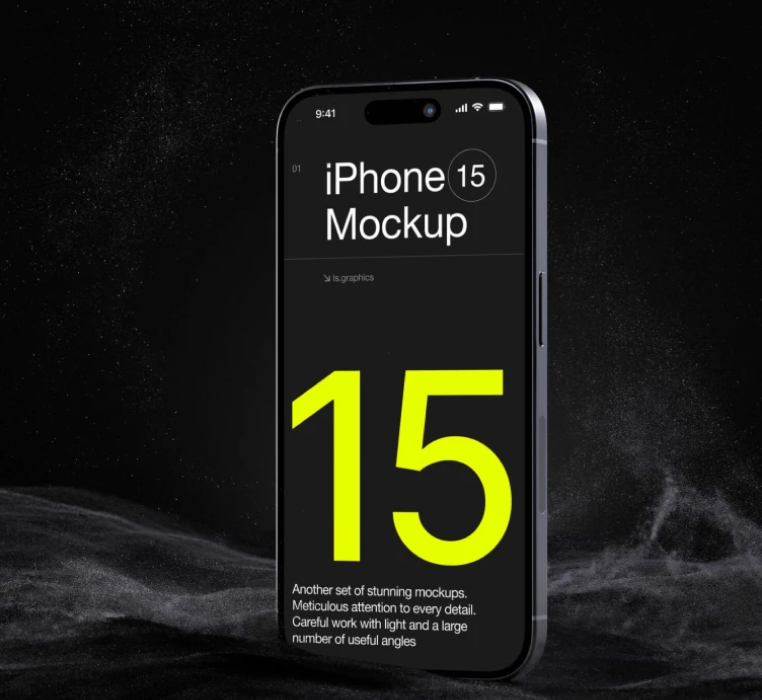 9:41
01
iPhone 15
Mockup
ls.graphics
15
Another set of stunning mockups.
Meticulous attention to every detail.
Careful work with light and a large
number of useful angles